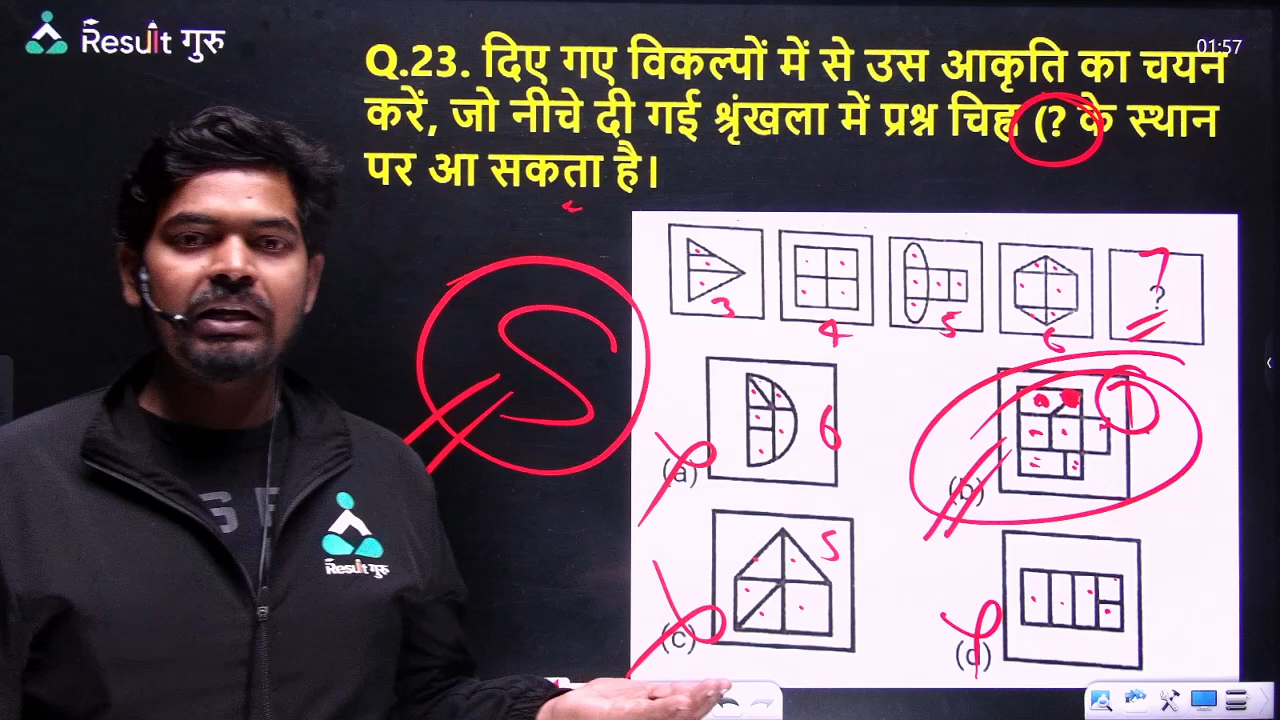 Result गुरु
01:57
Q.23. दिए गए विकल्पों में से उस आकृति का चयन
करें, जो नीचे दी गई श्रृंखला में प्रश्न चिह्न (? के स्थान
पर आ सकता है।
S
3
4
5
6
7
?
(a)
6
(b)
7
(c)
5
(d)
Result गुरु